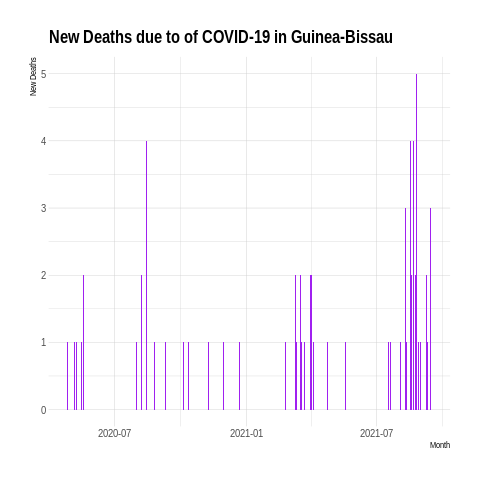 New Deaths due to of COVID-19 in Guinea-Bissau
New Deaths
5
4
3
2
1
0
2020-07 2021-01 2021-07
Month